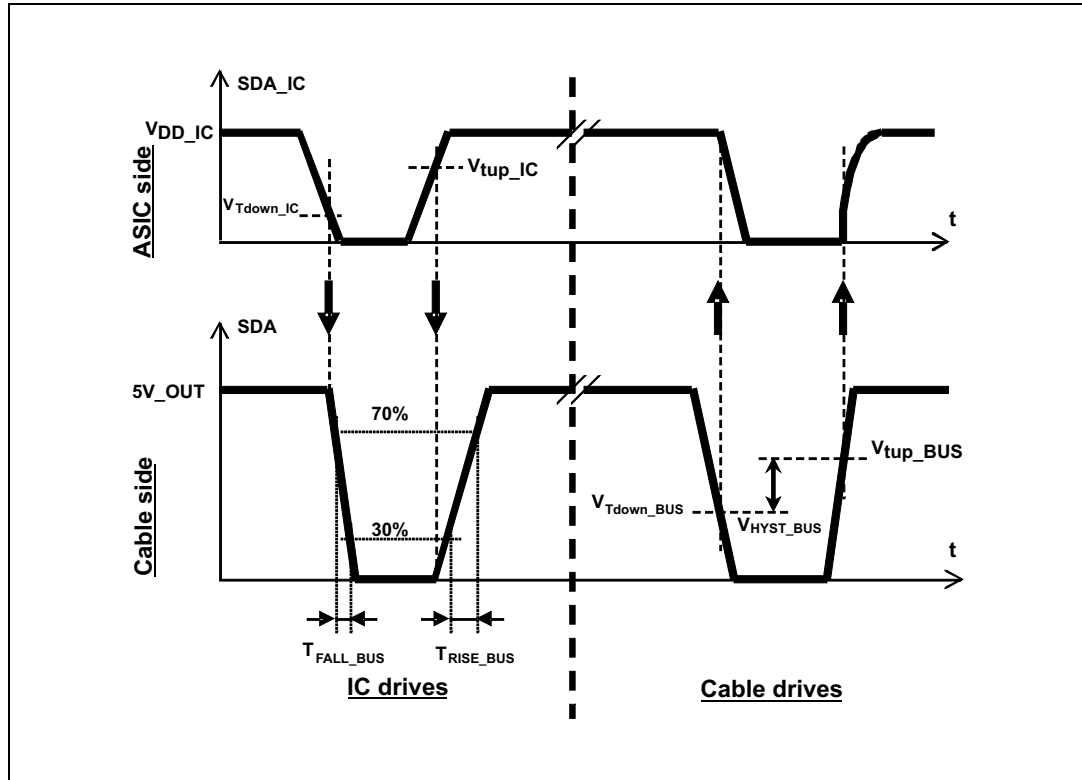 SDA_IC
VDD_IC
Vtup_IC
VTdown_IC
t
ASIC side
SDA
5V_OUT
70%
Vtup_BUS
VTdown_BUS
VHYST_BUS
30%
t
Cable side
TFALL_BUS
TRISE_BUS
IC drives
Cable drives